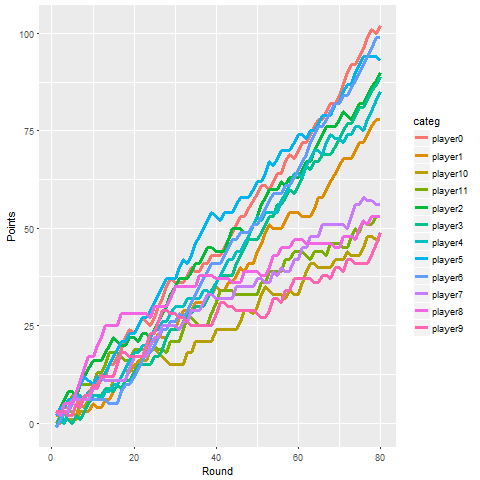 Points
100
75
50
25
0
0
20
40
60
80
Round
categ
player0
player1
player10
player11
player2
player3
player4
player5
player6
player7
player8
player9